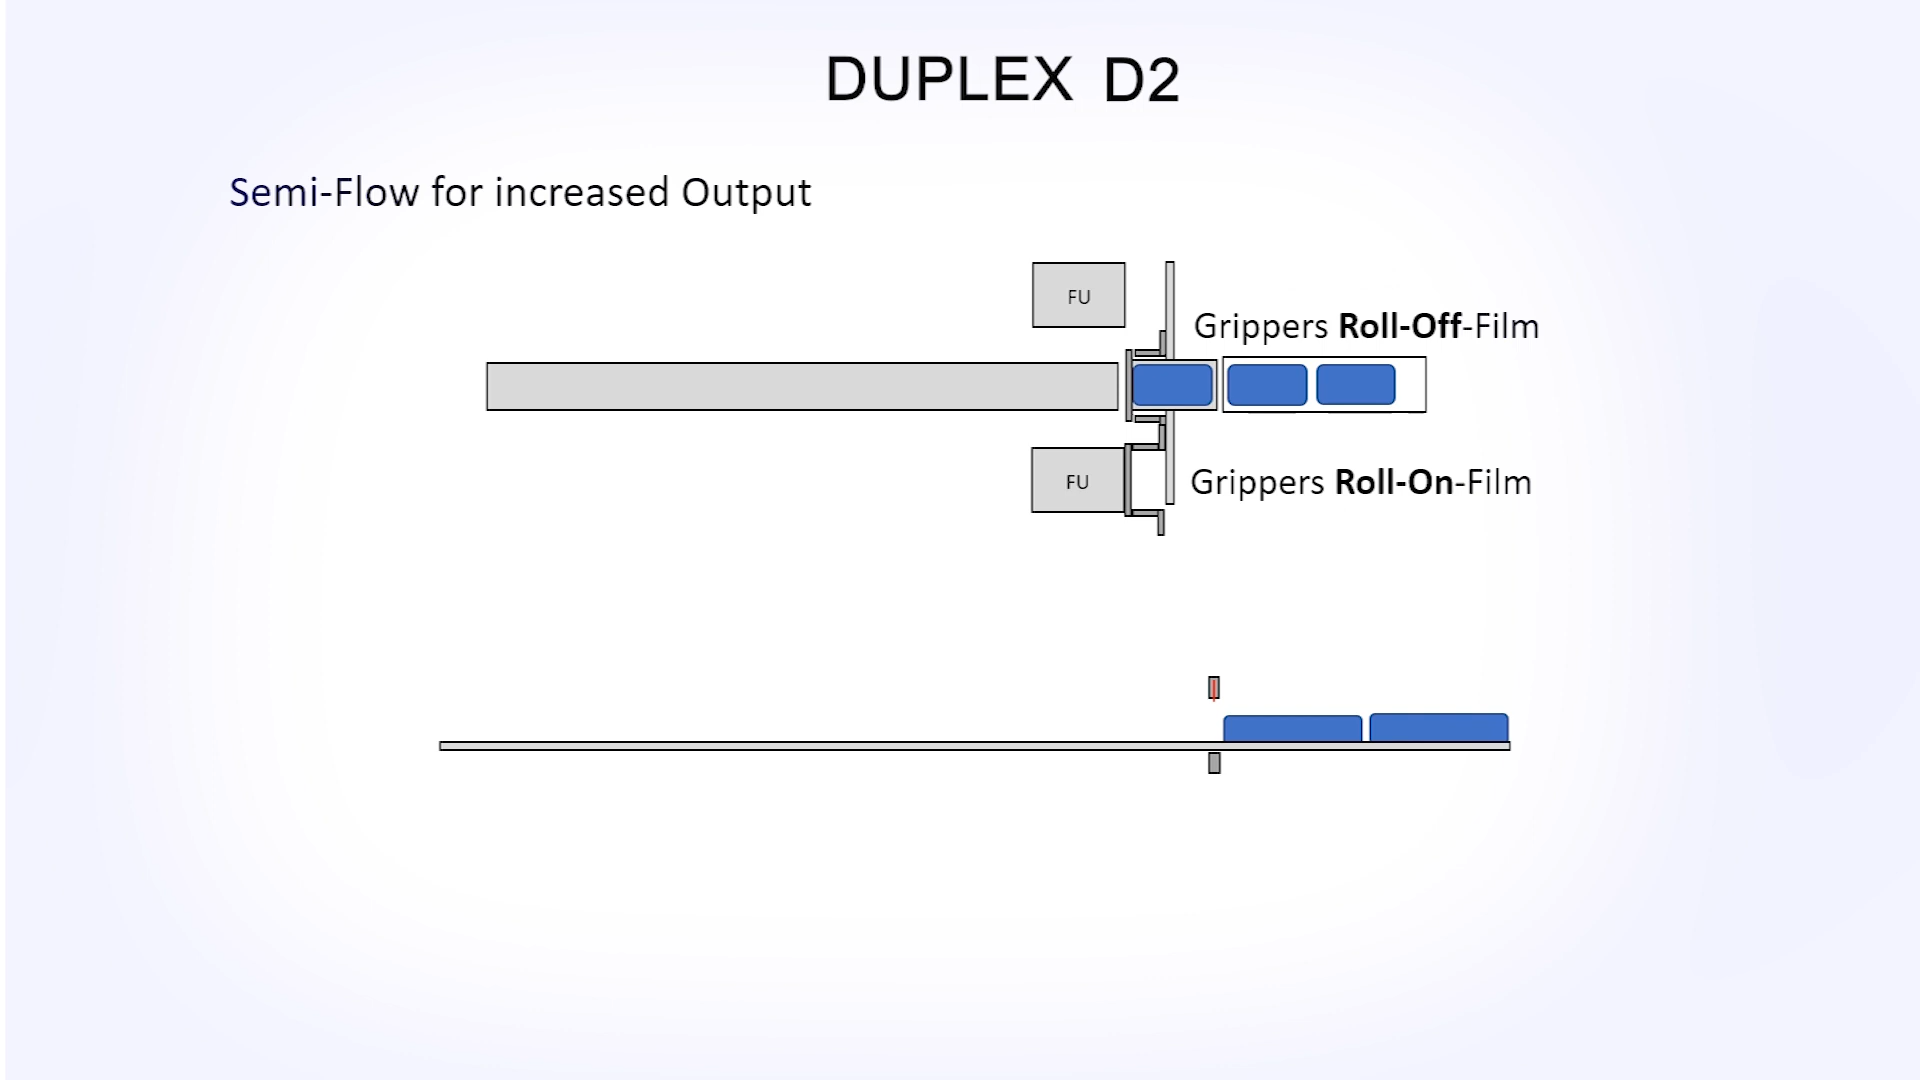 DUPLEX D2
Semi-Flow for increased Output
FU
Grippers Roll-Off-Film
FU
Grippers Roll-On-Film